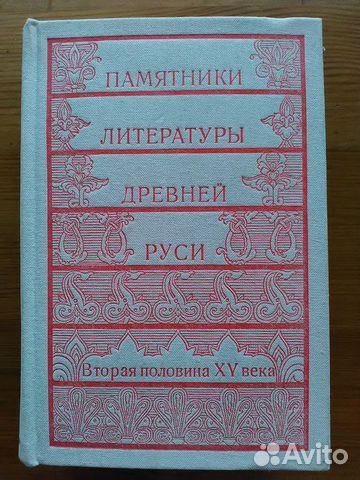 ПАМЯТНИКИ
ЛИТЕРАТУРЫ
ДРЕВНЕЙ
РУСИ
Вторая половина XV века
Avito